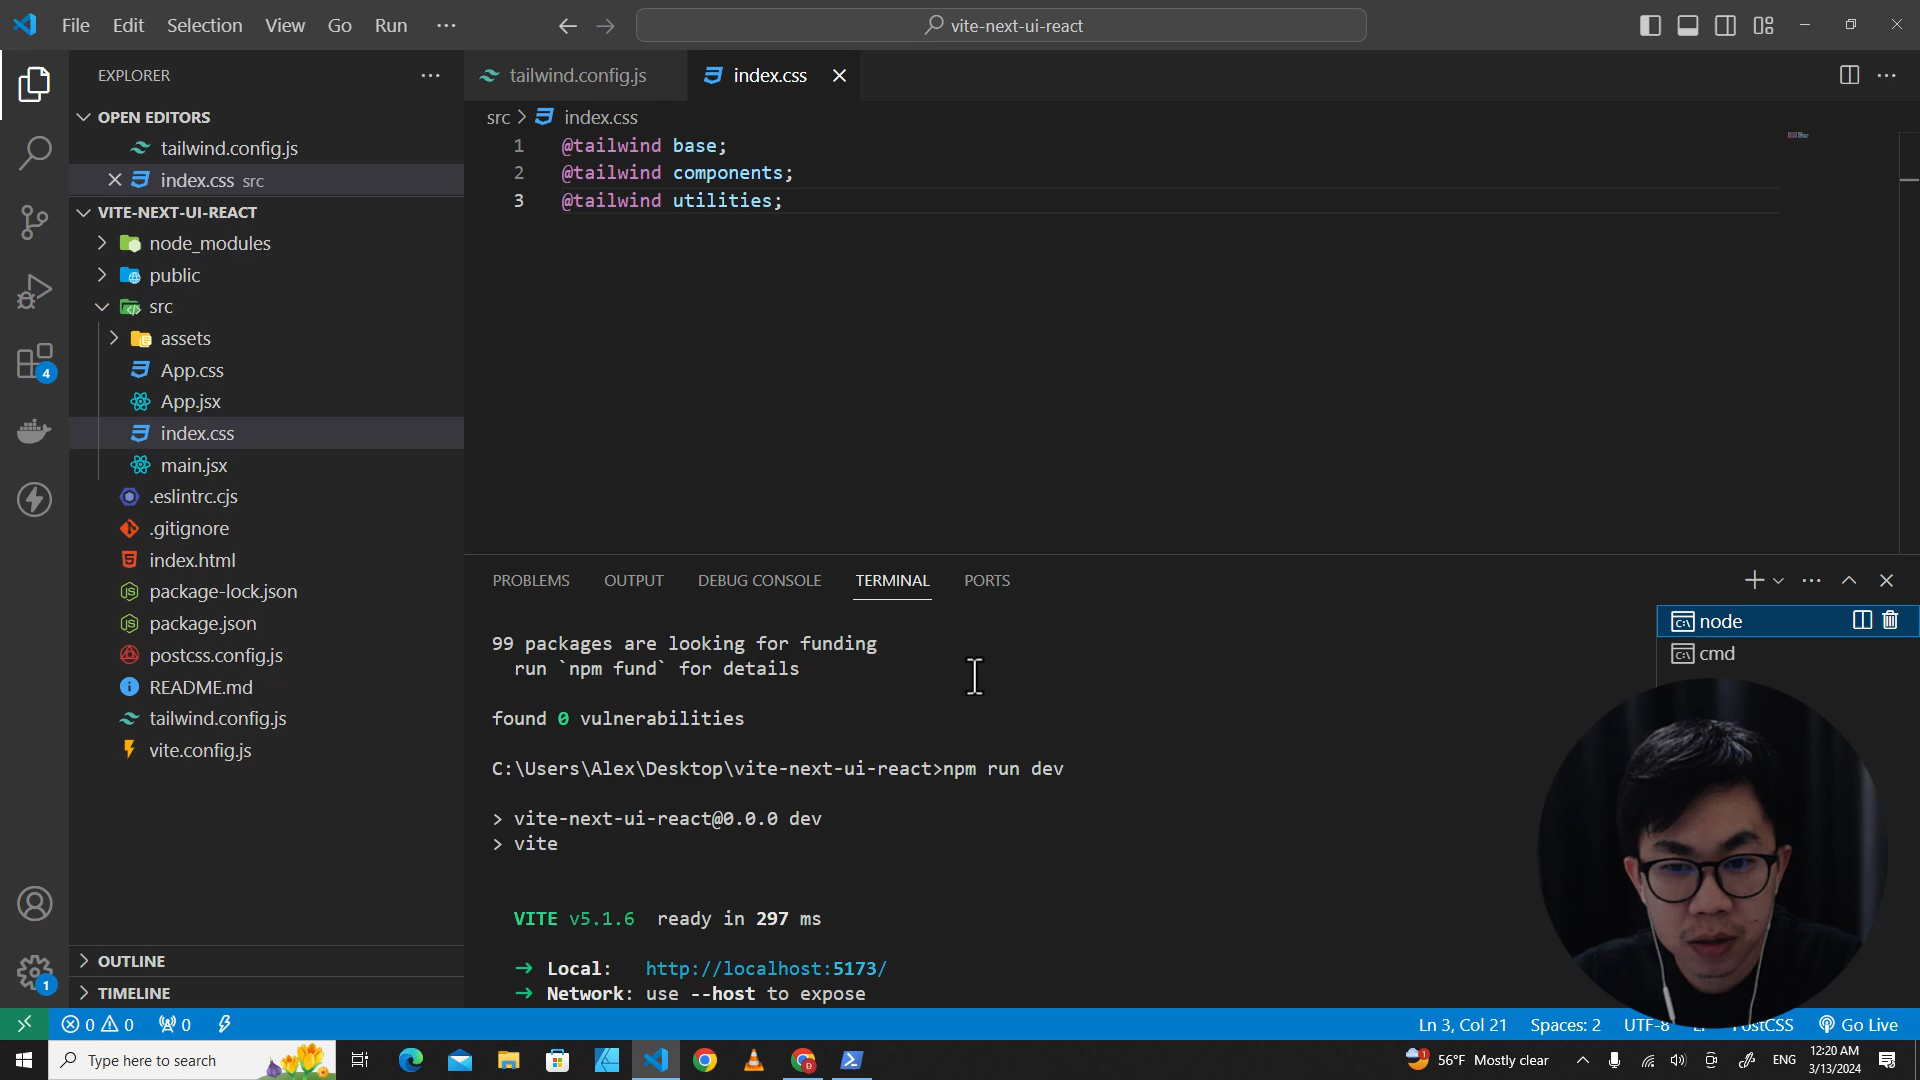 File Edit Selection View Go Run ···
vite-next-ui-react
EXPLORER
OPEN EDITORS
tailwind.config.js
index.css src
VITE-NEXT-UI-REACT
node_modules
public
src
assets
App.css
App.jsx
index.css
main.jsx
.eslintrc.cjs
.gitignore
index.html
package-lock.json
package.json
postcss.config.js
README.md
tailwind.config.js
vite.config.js
OUTLINE
TIMELINE
4
1
tailwind.config.js index.css
src > index.css
1 @tailwind base;
2 @tailwind components;
3 @tailwind utilities;
PROBLEMS OUTPUT DEBUG CONSOLE TERMINAL PORTS
node
cmd
99 packages are looking for funding
run `npm fund` for details
found 0 vulnerabilities
C:\Users\Alex\Desktop\vite-next-ui-react>npm run dev
> vite-next-ui-react@0.0.0 dev
> vite
VITE v5.1.6 ready in 297 ms
➜ Local: http://localhost:5173/
➜ Network: use --host to expose
0 0 0 Ln 3, Col 21 Spaces: 2 UTF-8 PostCSS Go Live
Type here to search
1 56°F Mostly clear ENG 12:20 AM
3/13/2024